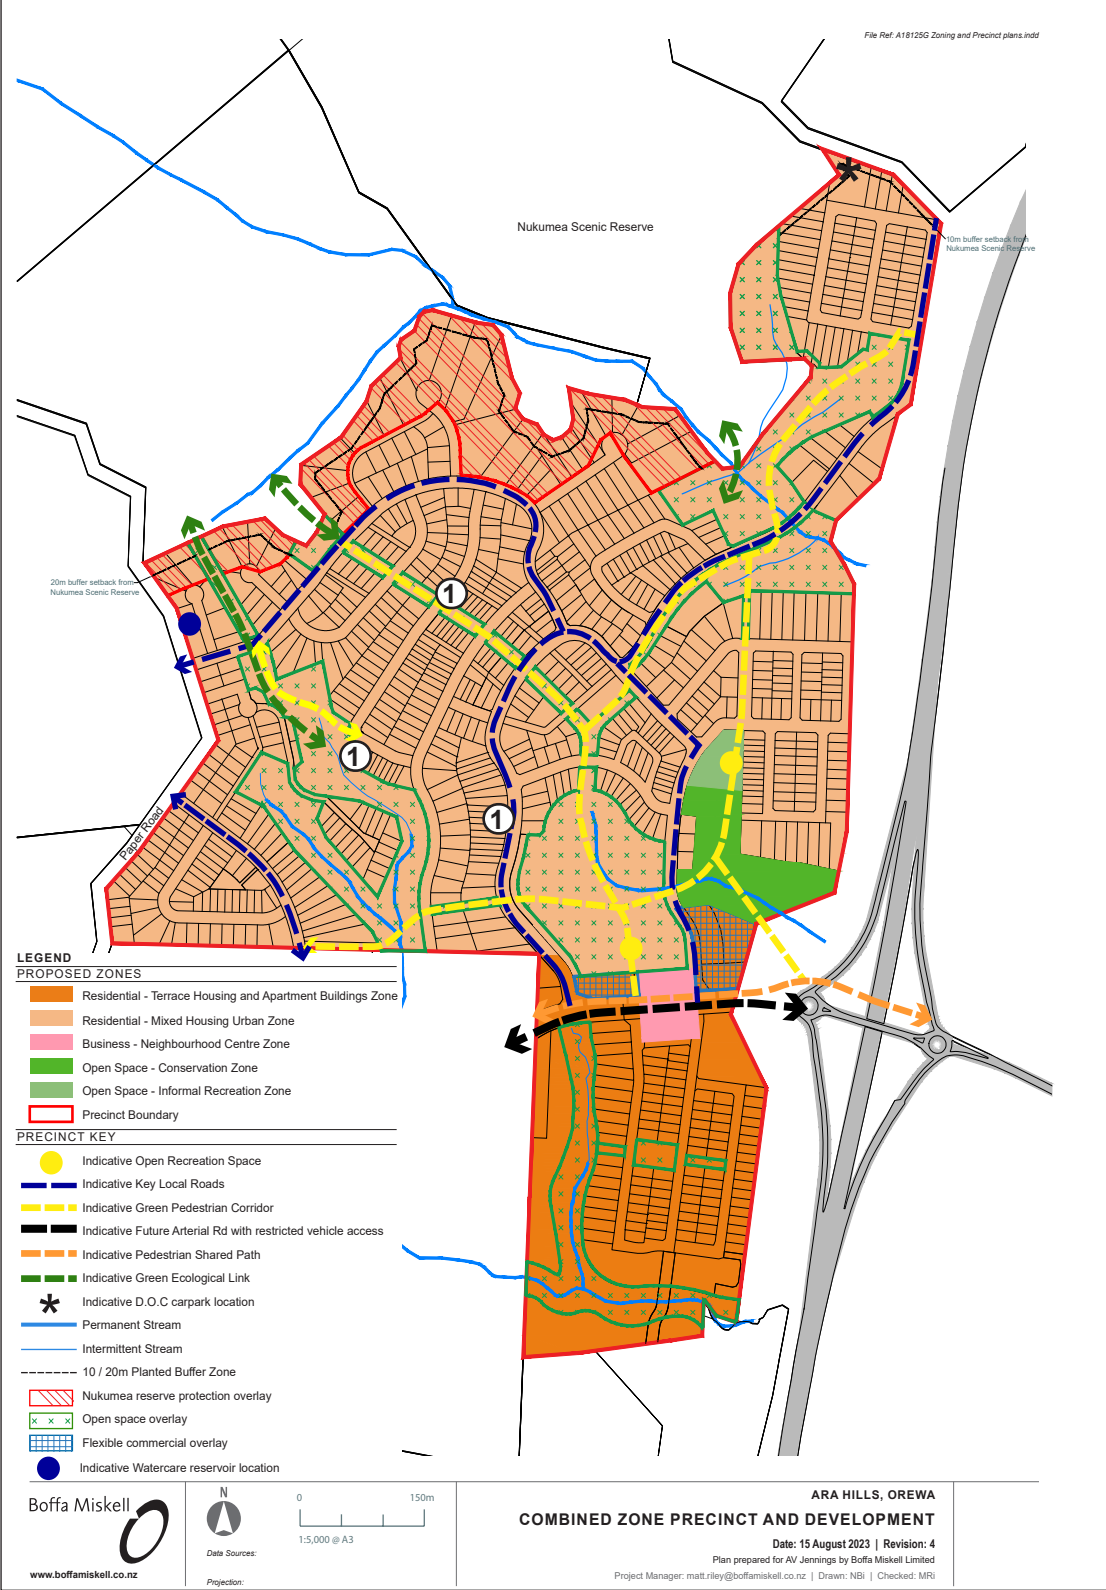 File Ref: A18125G Zoning and Precinct plans.indd
Nukumea Scenic Reserve
10m buffer setback from
Nukumea Scenic Reserve
20m buffer setback from
Nukumea Scenic Reserve
1
1
1
Paper Road
LEGEND
PROPOSED ZONES
Residential - Terrace Housing and Apartment Buildings Zone
Residential - Mixed Housing Urban Zone
Business - Neighbourhood Centre Zone
Open Space - Conservation Zone
Open Space - Informal Recreation Zone
Precinct Boundary
PRECINCT KEY
Indicative Open Recreation Space
Indicative Key Local Roads
Indicative Green Pedestrian Corridor
Indicative Future Arterial Rd with restricted vehicle access
Indicative Pedestrian Shared Path
Indicative Green Ecological Link
Indicative D.O.C carpark location
Permanent Stream
Intermittent Stream
10 / 20m Planted Buffer Zone
Nukumea reserve protection overlay
Open space overlay
Flexible commercial overlay
Indicative Watercare reservoir location
Boffa Miskell
www.boffamiskell.co.nz
N
0 150m
1:5,000 @ A3
Data Sources:
Projection:
ARA HILLS, OREWA
COMBINED ZONE PRECINCT AND DEVELOPMENT
Date: 15 August 2023 | Revision: 4
Plan prepared for AV Jennings by Boffa Miskell Limited
Project Manager: matt.riley@boffamiskell.co.nz | Drawn: NBi | Checked: MRi